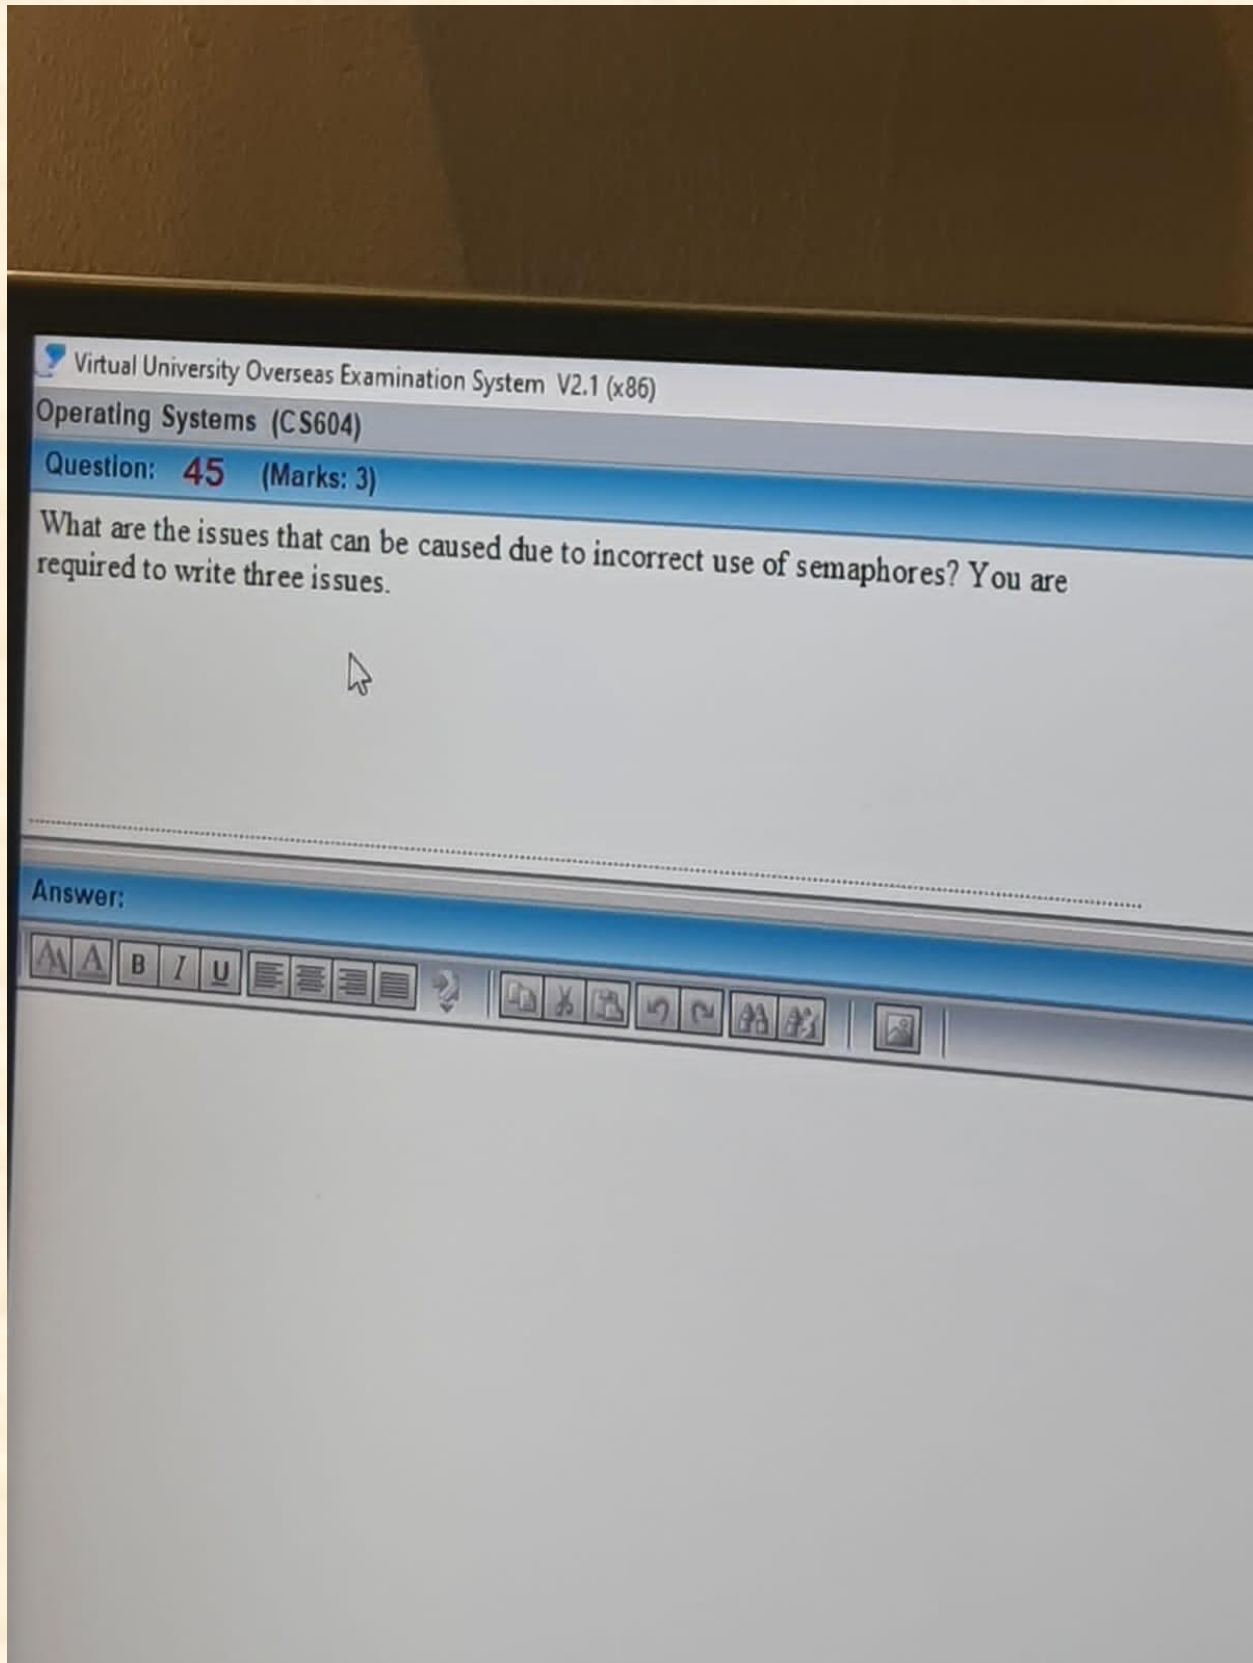 Virtual University Overseas Examination System V2.1 (x86)
Operating Systems (CS604)
Question: 45 (Marks: 3)
What are the issues that can be caused due to incorrect use of semaphores? You are
required to write three issues.
Answer:
A A B I U